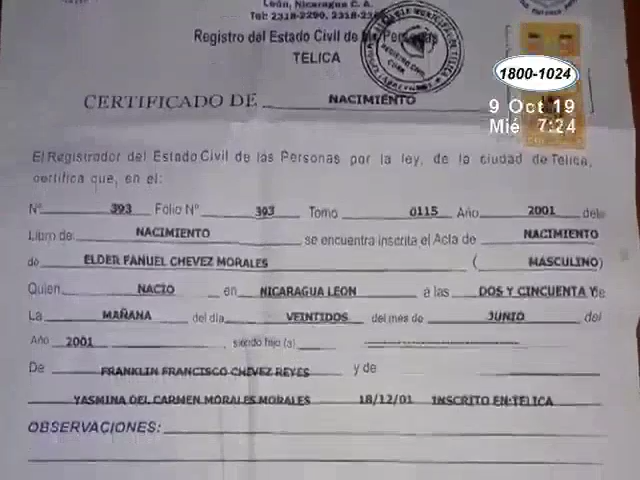 León, Nicaragua C. A.
Tel: 2318-2290, 2318-23
Registro del Estado Civil de las Personas
TELICA
1800-1024
9 Oct 19
Mié 7:24
CERTIFICADO DE NACIMIENTO
El Registrador del Estado Civil de las Personas por la ley, de la ciudad de Telica,
certifica que, en el:
Nº 393 Folio Nº 393 Tomo 0115 Año 2001 del
Libro de: NACIMIENTO se encuentra inscrita el Acta de NACIMIENTO
de ELDER FANUEL CHEVEZ MORALES ( MASCULINO)
Quien NACIO en NICARAGUA LEON a las DOS Y CINCUENTA Y de
La MAÑANA del día VEINTIDOS del mes de JUNIO del
Año 2001 siendo hijo (a)
De FRANKLIN FRANCISCO CHEVEZ REYES y de
YASMINA DEL CARMEN MORALES MORALES 18/12/01 INSCRITO EN TELICA
OBSERVACIONES: